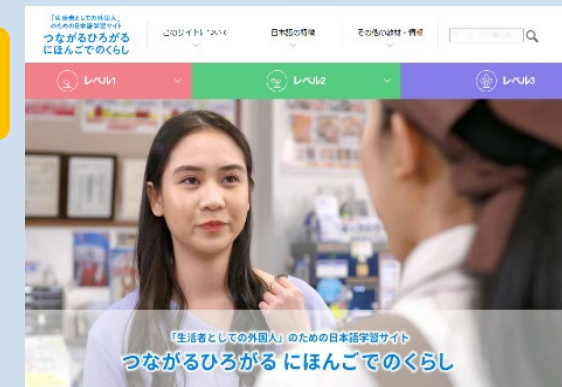 「生活者としての外国人」
のための日本語学習サイト
つながるひろがる
にほんごでのくらし
このサイトについて
日本語の特徴
その他の教材・情報
レベル1
レベル2
レベル3
「生活者としての外国人」のための日本語学習サイト
つながるひろがる にほんごでのくらし